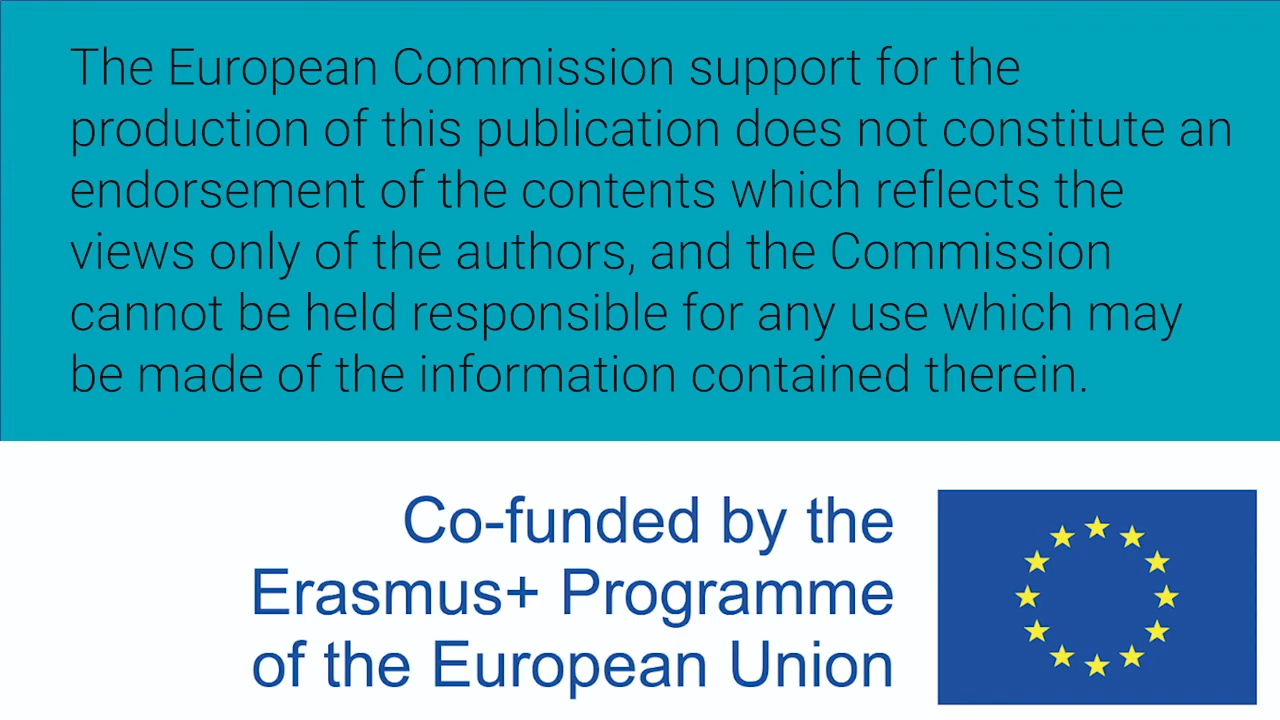 The European Commission support for the
production of this publication does not constitute an
endorsement of the contents which reflects the
views only of the authors, and the Commission
cannot be held responsible for any use which may
be made of the information contained therein.
Co-funded by the
Erasmus+ Programme
of the European Union